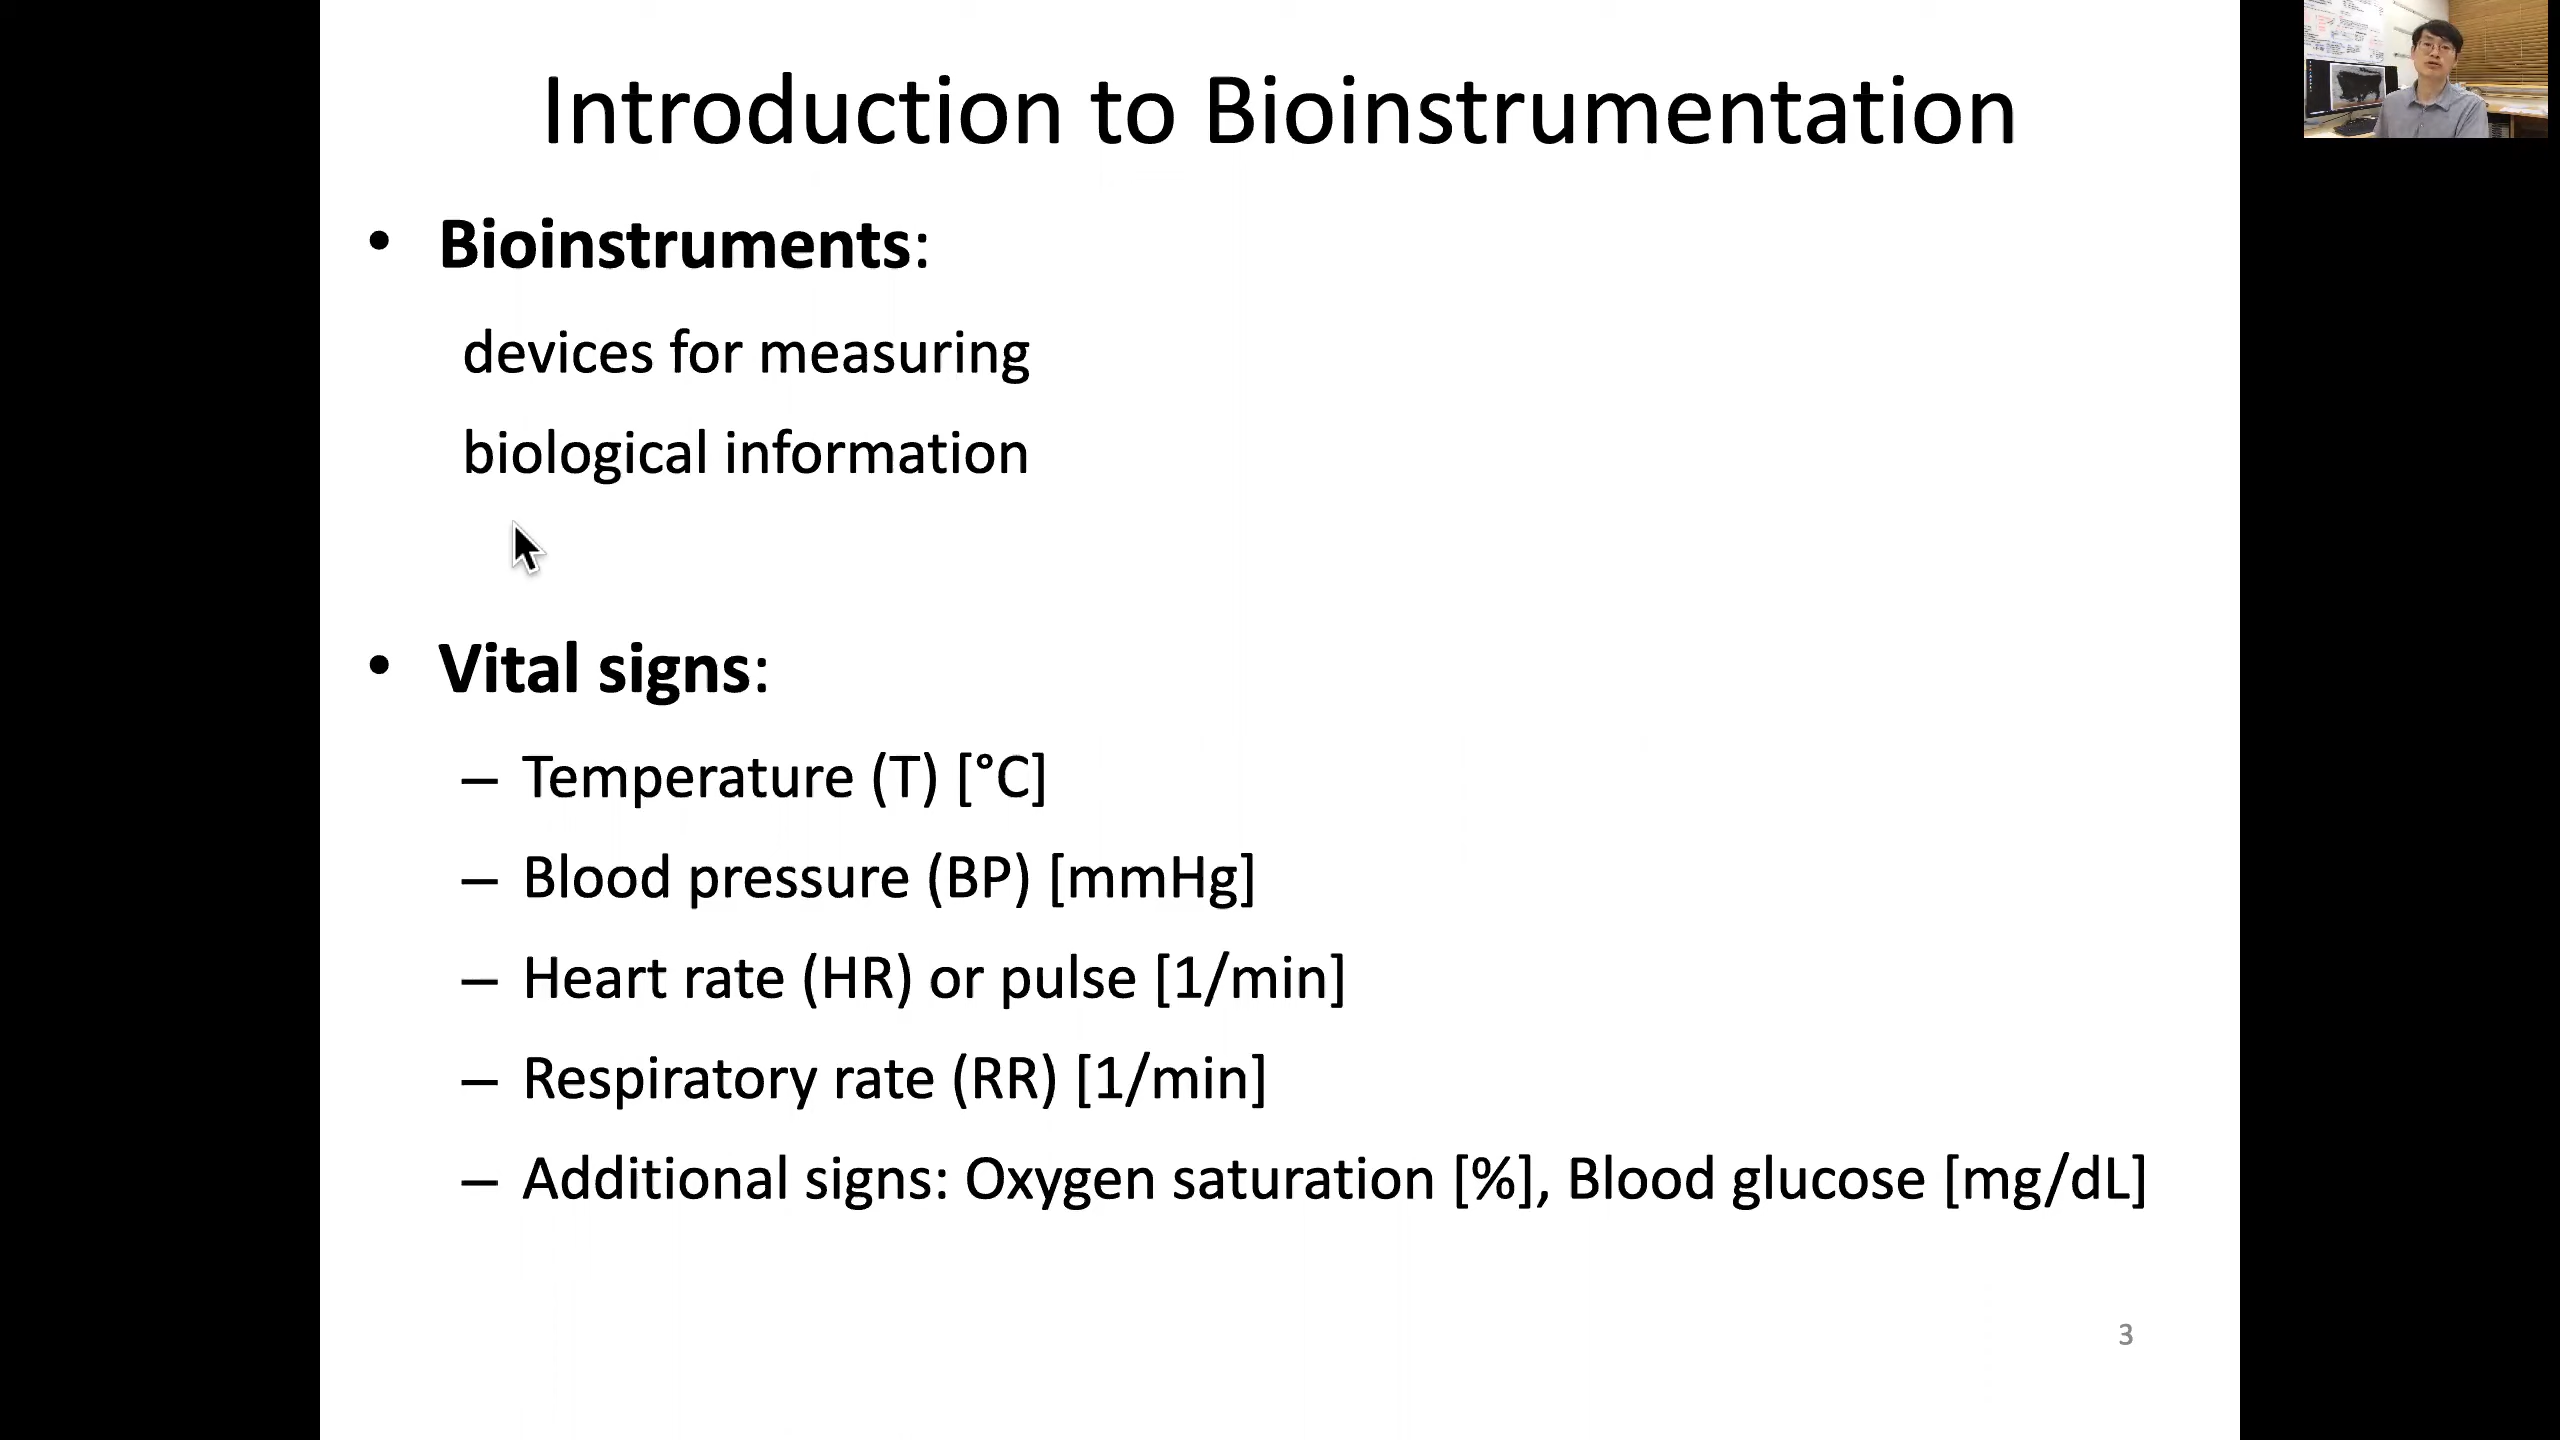 Introduction to Bioinstrumentation
• Bioinstruments:
devices for measuring
biological information
• Vital signs:
– Temperature (T) [°C]
– Blood pressure (BP) [mmHg]
– Heart rate (HR) or pulse [1/min]
– Respiratory rate (RR) [1/min]
– Additional signs: Oxygen saturation [%], Blood glucose [mg/dL]
3